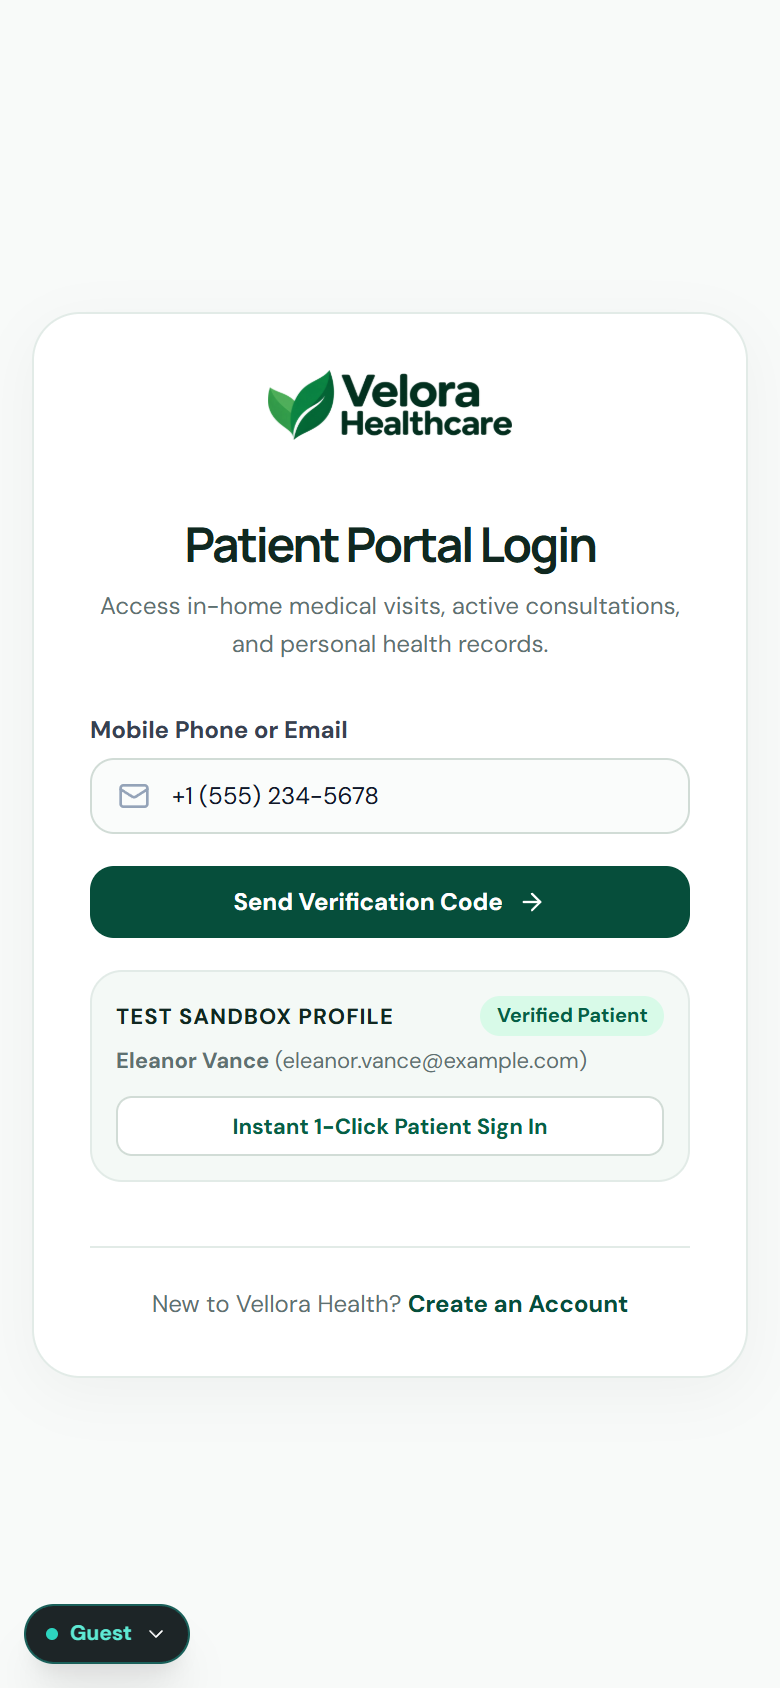 Velora
Healthcare
Patient Portal Login
Access in-home medical visits, active consultations,
and personal health records.
Mobile Phone or Email
+1 (555) 234-5678
Send Verification Code →
TEST SANDBOX PROFILE
Verified Patient
Eleanor Vance (eleanor.vance@example.com)
Instant 1-Click Patient Sign In
New to Vellora Health? Create an Account
Guest